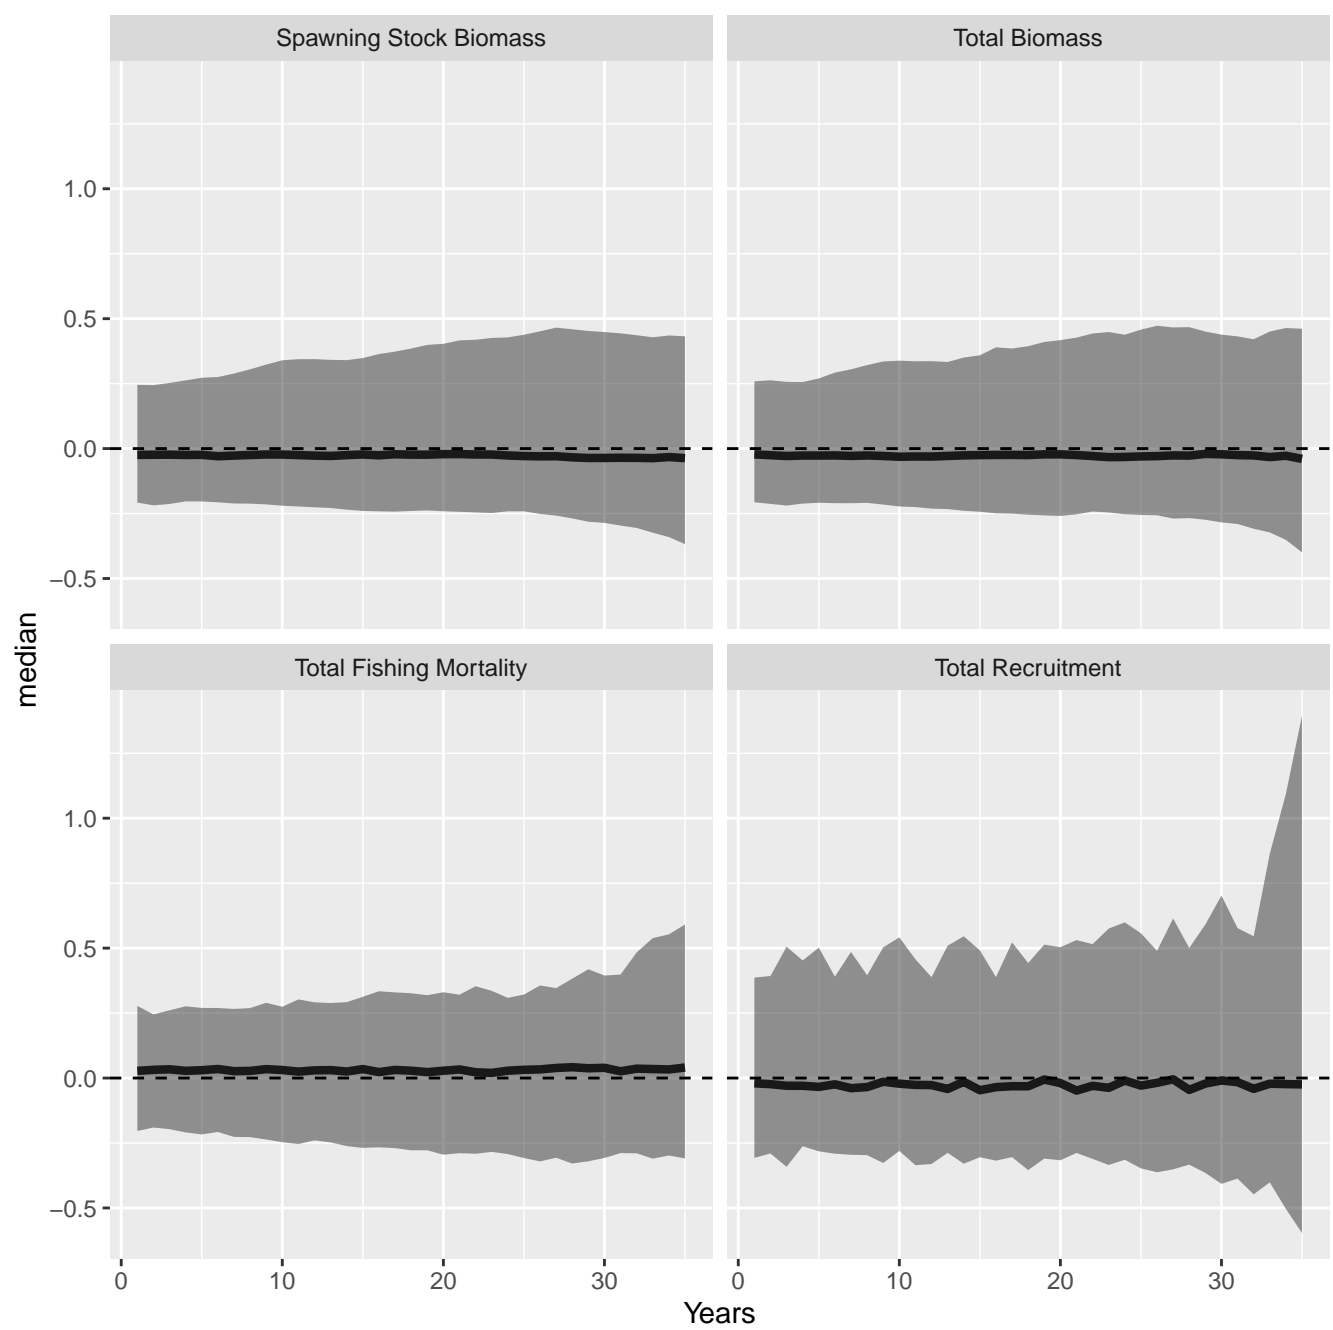 Spawning Stock Biomass
Total Biomass
1.0
0.5
0.0
−0.5
median
Total Fishing Mortality
Total Recruitment
1.0
0.5
0.0
−0.5
0 10 20 30
0 10 20 30
Years